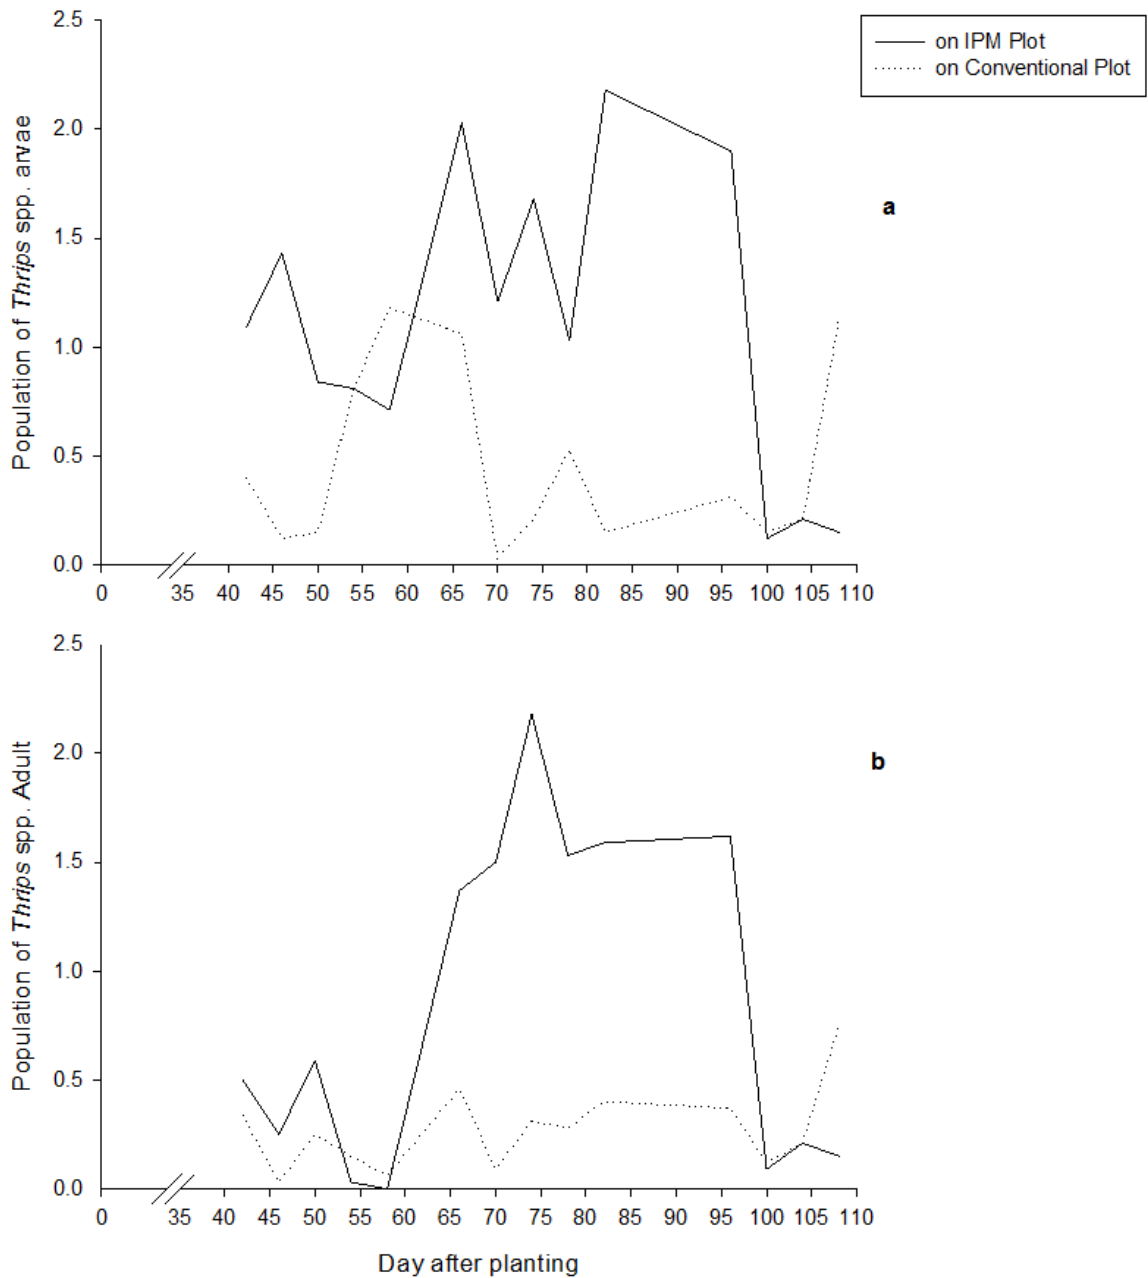 2.5
on IPM Plot
on Conventional Plot
2.0
1.5
1.0
0.5
0.0
Population of Thrips spp. arvae
a
0 35 40 45 50 55 60 65 70 75 80 85 90 95 100 105 110
2.5
2.0
1.5
1.0
0.5
0.0
Population of Thrips spp. Adult
b
0 35 40 45 50 55 60 65 70 75 80 85 90 95 100 105 110
Day after planting